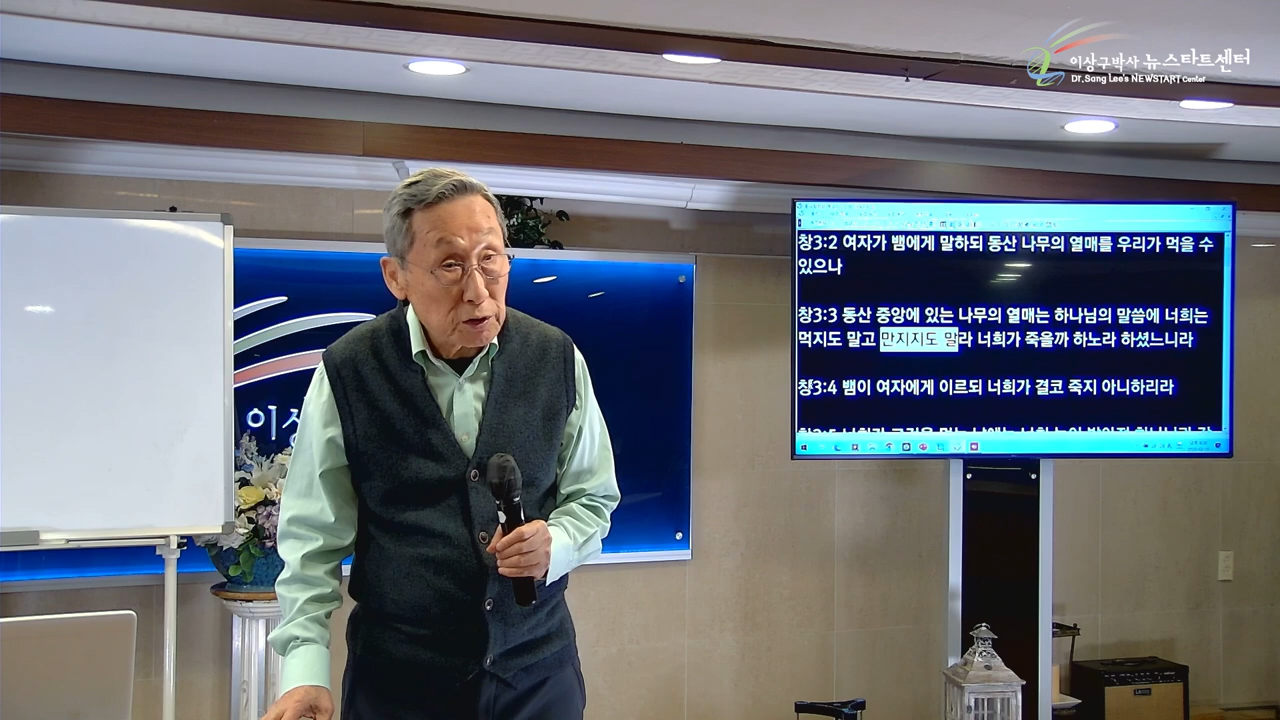 이상구박사 뉴스타트센터
Dr. Sang Lee's NEWSTART Center
창3:2 여자가 뱀에게 말하되 동산 나무의 열매를 우리가 먹을 수
있으나
창3:3 동산 중앙에 있는 나무의 열매는 하나님의 말씀에 너희는
먹지도 말고 만지지도 말라 너희가 죽을까 하노라 하셨느니라
창3:4 뱀이 여자에게 이르되 너희가 결코 죽지 아니하리라
이상